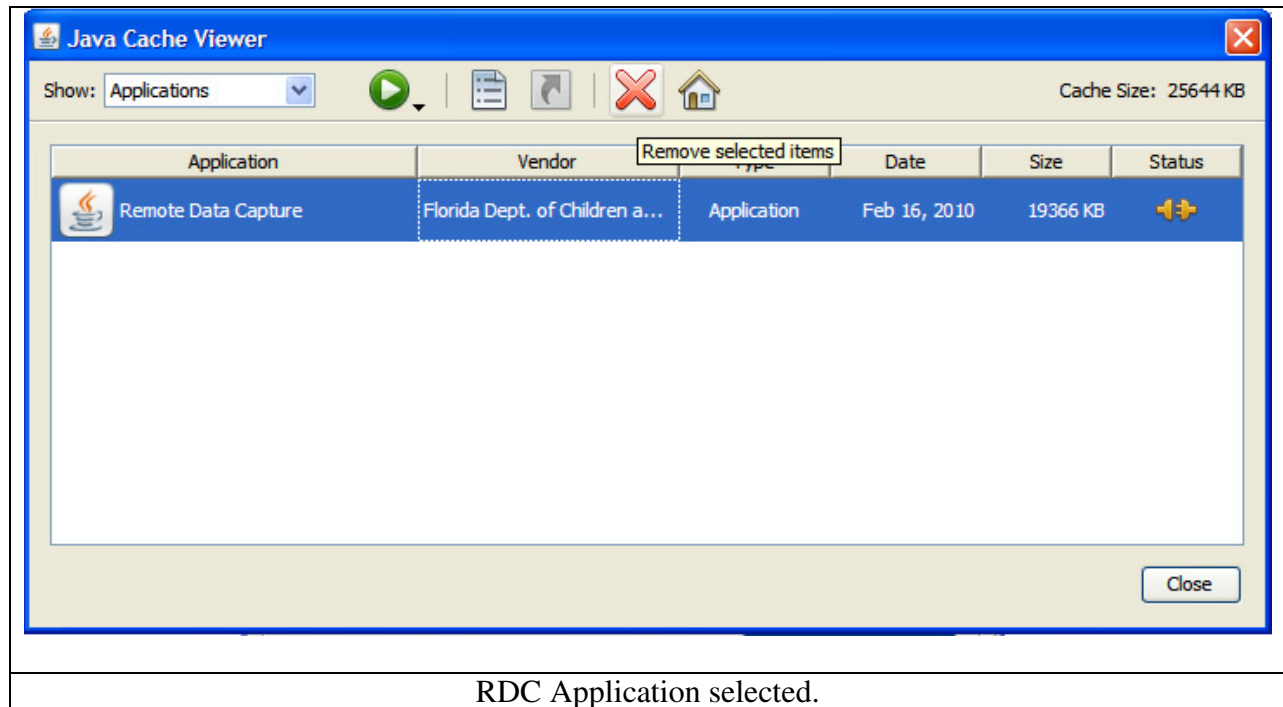 Java Cache Viewer
Show: Applications Cache Size: 25644 KB
Remove selected items
Application Vendor Date Size Status
Remote Data Capture Florida Dept. of Children a... Application Feb 16, 2010 19366 KB
Close
RDC Application selected.